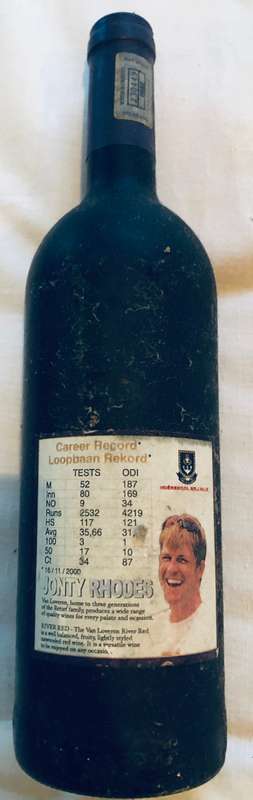 Career Record*
Loopbaan Rekord*
TESTS ODI
M 52 187
Inn 80 169
NO 9 34
Runs 2532 4219
HS 117 121
Avg 35,66 31,
100 3 1
50 17 10
Ct 34 87
* 16 / 11 / 2000
JONTY RHODES
Van Loveren, home to three generations
of the Retief family, produces a wide range
of quality wines for every palate and occasion.
RIVER RED - The Van Loveren River Red
is a well balanced, fruity, lightly styled
unwooded red wine. It is a versatile wine
to be enjoyed on any occasion.